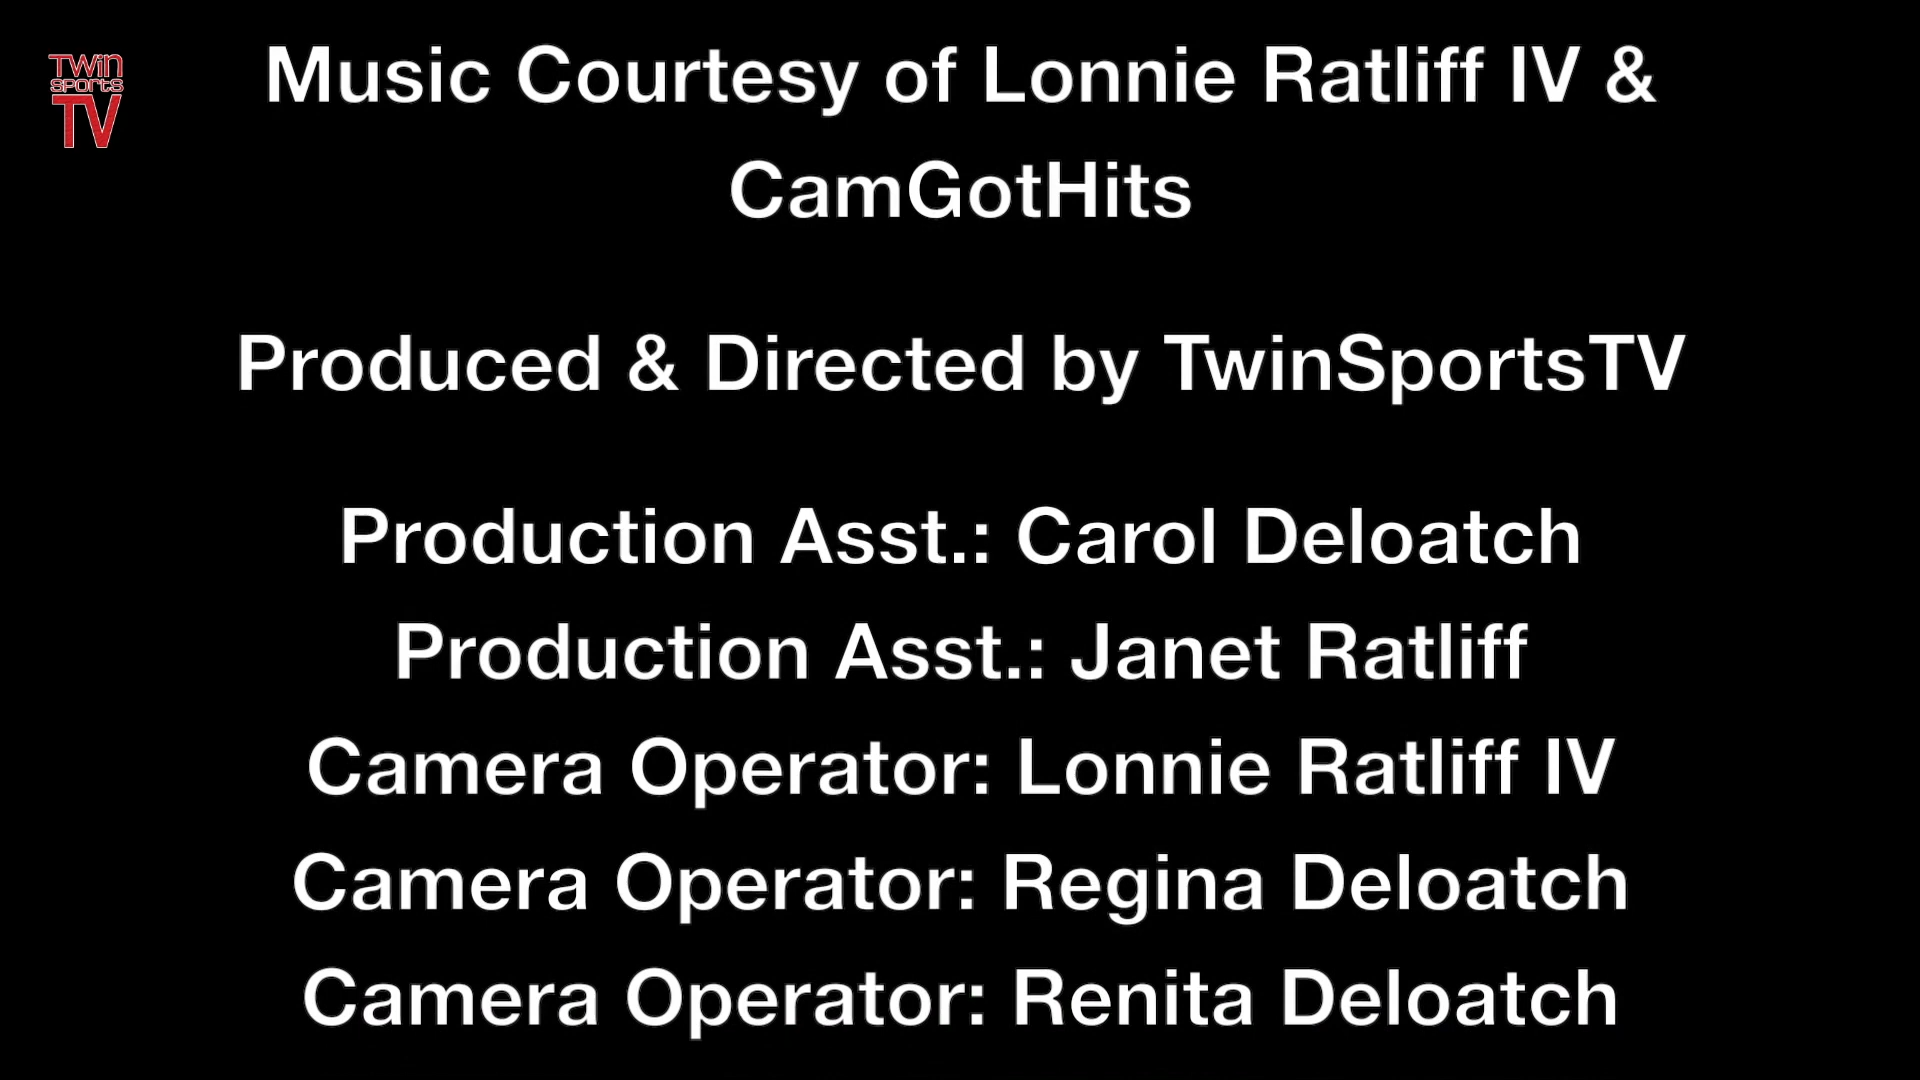 Twin
Sports
TV
Music Courtesy of Lonnie Ratliff IV &
CamGotHits
Produced & Directed by TwinSportsTV
Production Asst.: Carol Deloatch
Production Asst.: Janet Ratliff
Camera Operator: Lonnie Ratliff IV
Camera Operator: Regina Deloatch
Camera Operator: Renita Deloatch